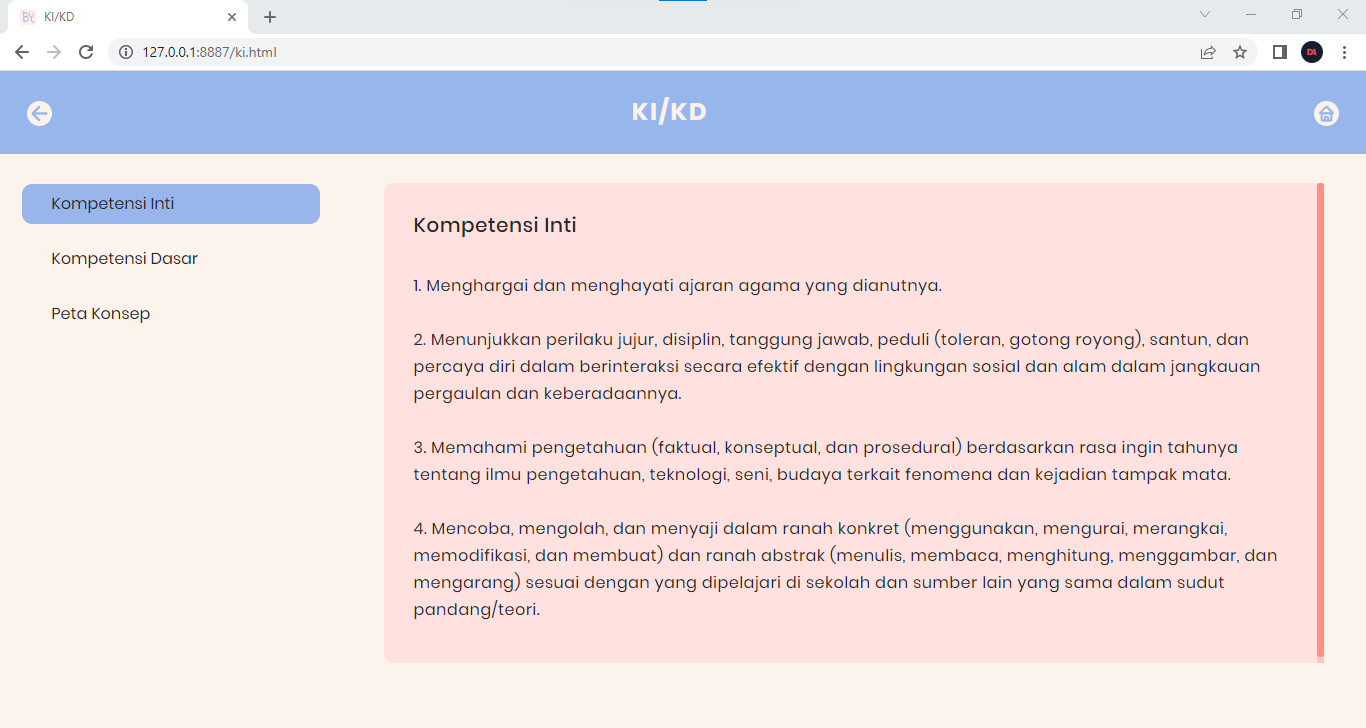 BY.
KI/KD
127.0.0.1:8887/ki.html
KI/KD
Kompetensi Inti
Kompetensi Dasar
Peta Konsep
Kompetensi Inti
1. Menghargai dan menghayati ajaran agama yang dianutnya.
2. Menunjukkan perilaku jujur, disiplin, tanggung jawab, peduli (toleran, gotong royong), santun, dan
percaya diri dalam berinteraksi secara efektif dengan lingkungan sosial dan alam dalam jangkauan
pergaulan dan keberadaannya.
3. Memahami pengetahuan (faktual, konseptual, dan prosedural) berdasarkan rasa ingin tahunya
tentang ilmu pengetahuan, teknologi, seni, budaya terkait fenomena dan kejadian tampak mata.
4. Mencoba, mengolah, dan menyaji dalam ranah konkret (menggunakan, mengurai, merangkai,
memodifikasi, dan membuat) dan ranah abstrak (menulis, membaca, menghitung, menggambar, dan
mengarang) sesuai dengan yang dipelajari di sekolah dan sumber lain yang sama dalam sudut
pandang/teori.